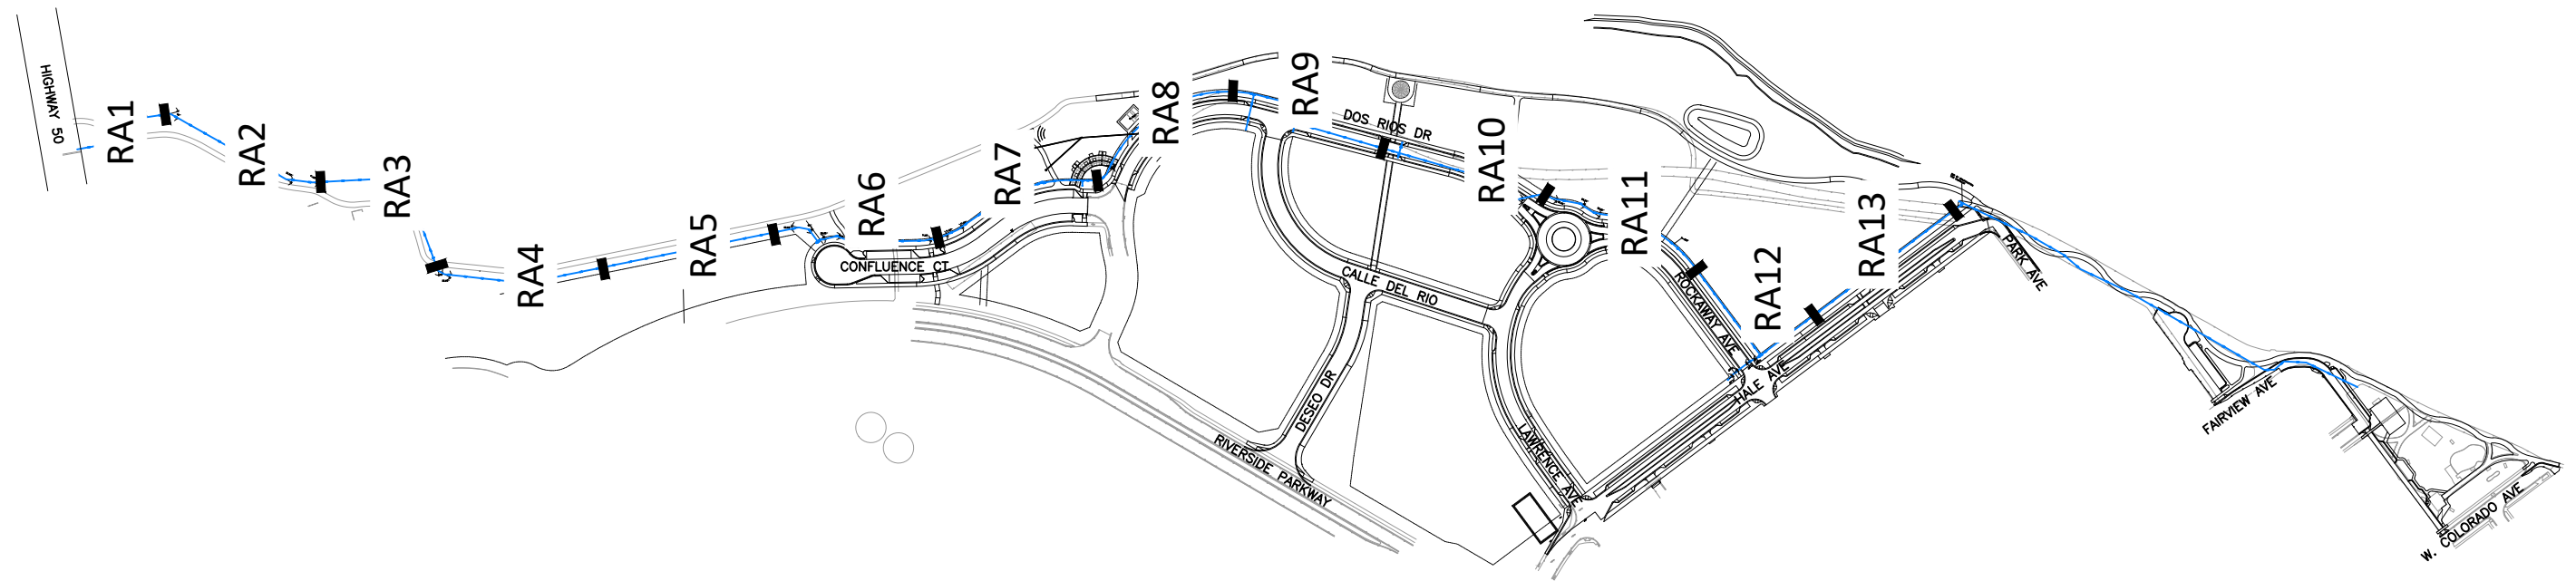 HIGHWAY 50
RA1
RA2
RA3
RA4
RA5
RA6
CONFLUENCE CT
RA7
RA8
RA9
DOS RIOS DR
RA10
RA11
CALLE DEL RIO
DESEO DR
RIVERSIDE PARKWAY
LAWRENCE AVE
ROCKAWAY AVE
RA12
HALE AVE
RA13
PARK AVE
FAIRVIEW AVE
W. COLORADO AVE